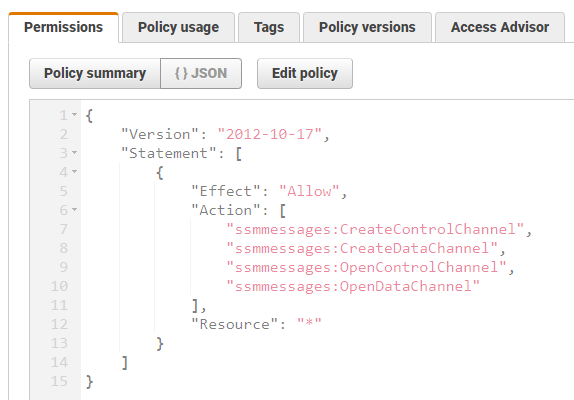 Permissions Policy usage Tags Policy versions Access Advisor
Policy summary { } JSON Edit policy
1 {
2 "Version": "2012-10-17",
3 "Statement": [
4 {
5 "Effect": "Allow",
6 "Action": [
7 "ssmmessages:CreateControlChannel",
8 "ssmmessages:CreateDataChannel",
9 "ssmmessages:OpenControlChannel",
10 "ssmmessages:OpenDataChannel"
11 ],
12 "Resource": "*"
13 }
14 ]
15 }